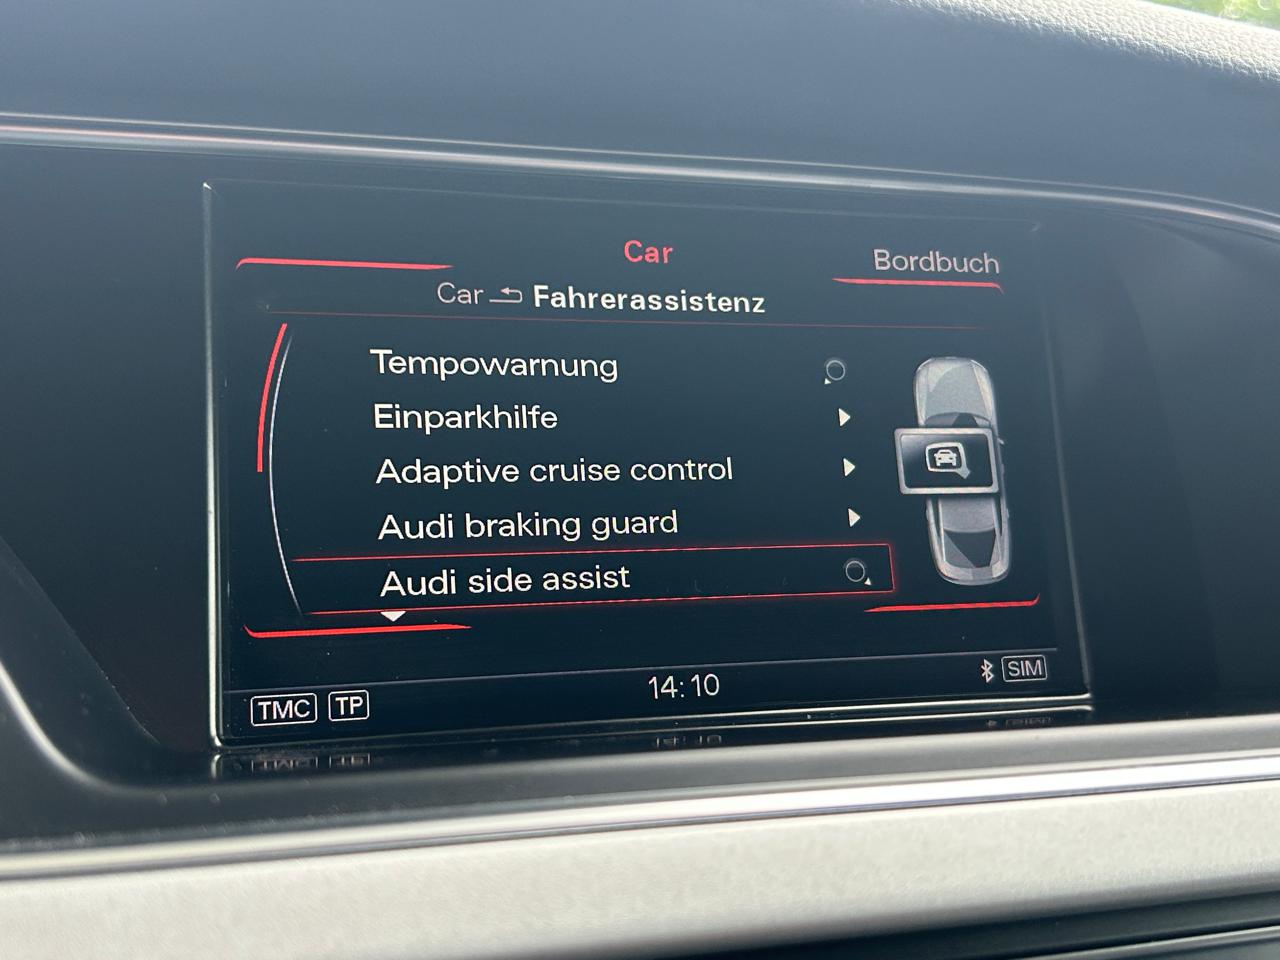 Car
Bordbuch
Car Fahrerassistenz
Tempowarnung
Einparkhilfe
Adaptive cruise control
Audi braking guard
Audi side assist
TMC TP 14:10 SIM